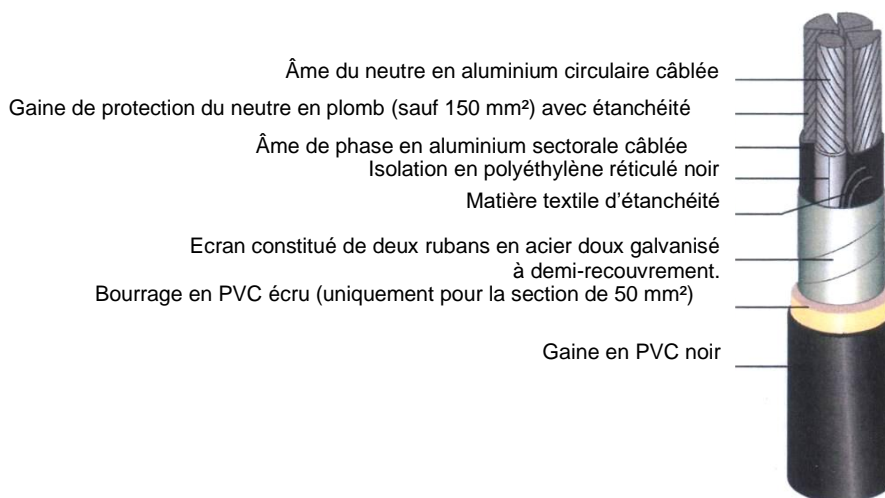 Âme du neutre en aluminium circulaire câblée
Gaine de protection du neutre en plomb (sauf 150 mm²) avec étanchéité
Âme de phase en aluminium sectorale câblée
Isolation en polyéthylène réticulé noir
Matière textile d’étanchéité
Ecran constitué de deux rubans en acier doux galvanisé
à demi-recouvrement.
Bourrage en PVC écru (uniquement pour la section de 50 mm²)
Gaine en PVC noir